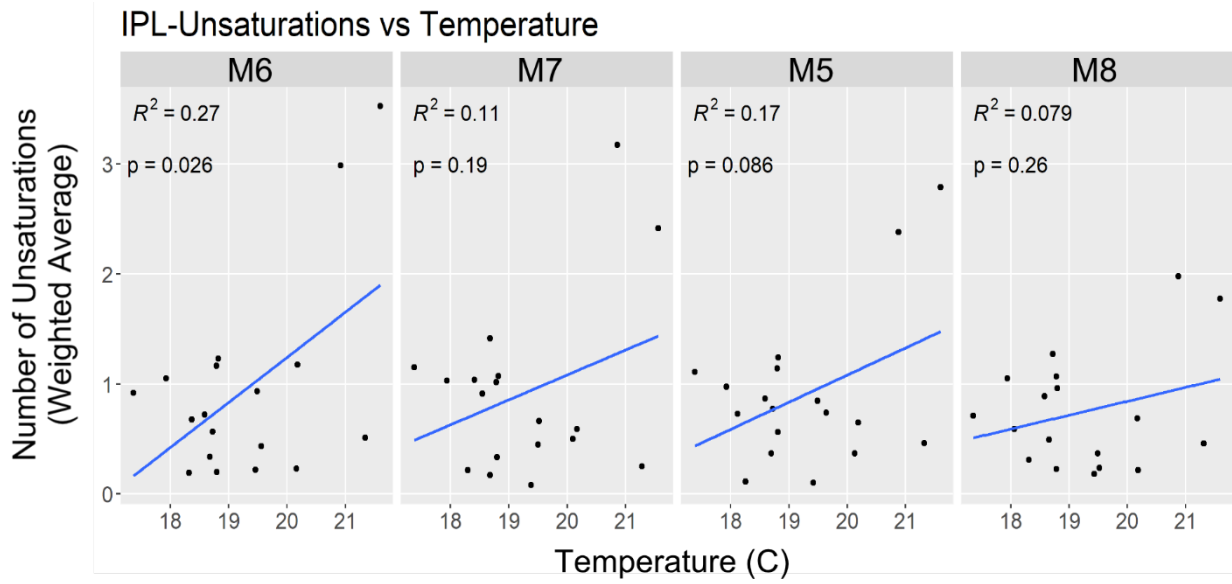 IPL-Unsaturations vs Temperature
M6 M7 M5 M8
R² = 0.27 R² = 0.11 R² = 0.17 R² = 0.079
p = 0.026 p = 0.19 p = 0.086 p = 0.26
Number of Unsaturations
(Weighted Average)
3
2
1
0
18 19 20 21 18 19 20 21 18 19 20 21 18 19 20 21
Temperature (C)